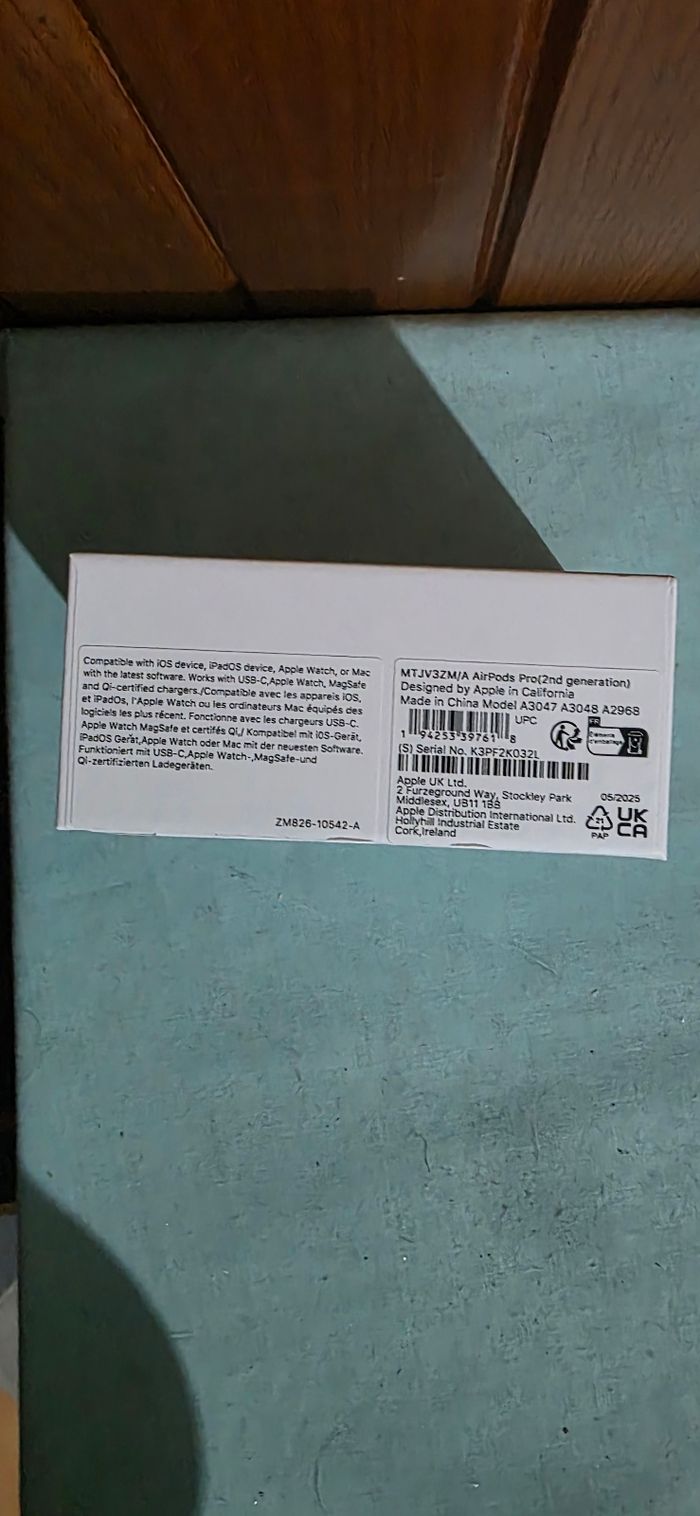 Compatible with iOS device, iPadOS device, Apple Watch, or Mac
with the latest software. Works with USB-C,Apple Watch, MagSafe
and Qi-certified chargers./Compatible avec les appareils iOS,
et iPadOs, l'Apple Watch ou les ordinateurs Mac équipés des
logiciels les plus récent. Fonctionne avec les chargeurs USB-C.
Apple Watch MagSafe et certifés Qi,/ Kompatibel mit iOS-Gerät,
iPadOS Gerät,Apple Watch oder Mac mit der neuesten Software.
Funktioniert mit USB-C,Apple Watch-,MagSafe-und
Qi-zertifizierten Ladegeräten.
ZM826-10542-A
MTJV3ZM/A AirPods Pro(2nd generation)
Designed by Apple in California
Made in China Model A3047 A3048 A2968
UPC
1 94253 39761 8
FR
Éléments
d'emballage
(S) Serial No. K3PF2K032L
Apple UK Ltd.
2 Furzeground Way, Stockley Park
Middlesex, UB11 1BB
Apple Distribution International Ltd.
Hollyhill Industrial Estate
Cork,Ireland
05/2025
21
PAP
UK
CA